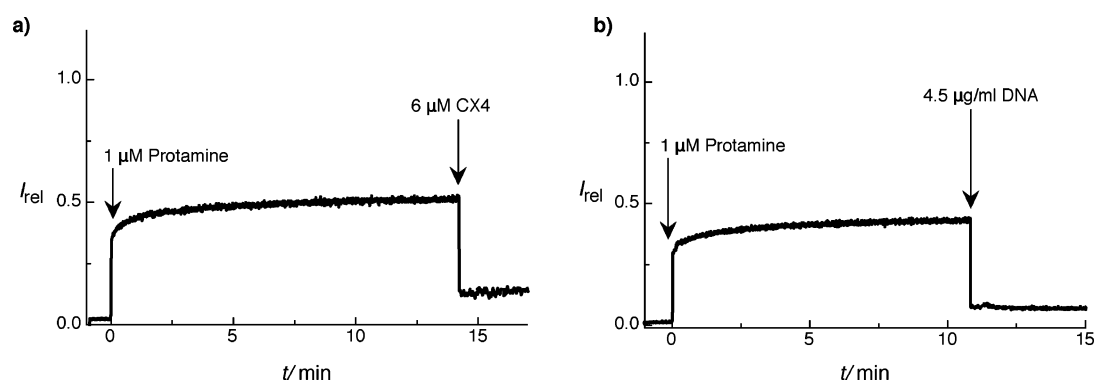 a)
1.0
6 μM CX4
1 μM Protamine
I rel
0.5
0.0
0 5 10 15
t/ min
b)
1.0
4.5 μg/ml DNA
1 μM Protamine
I rel
0.5
0.0
0 5 10 15
t/ min